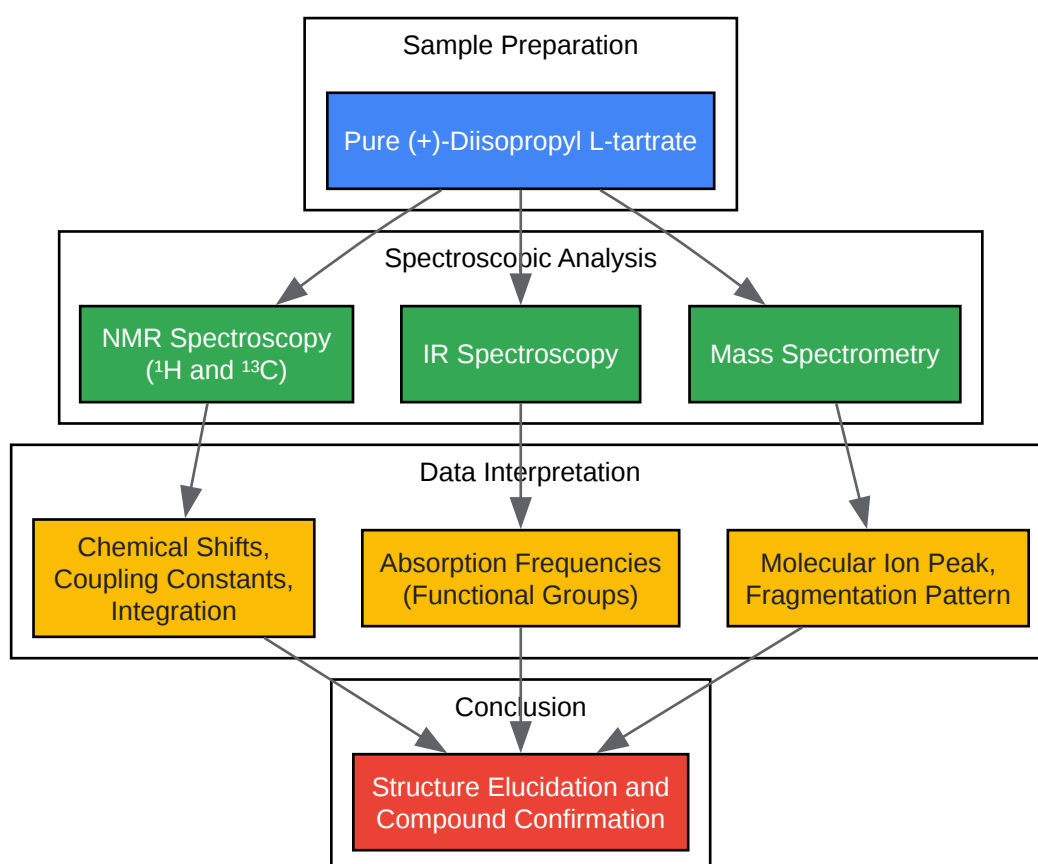 Sample Preparation
Pure (+)-Diisopropyl L-tartrate
Spectroscopic Analysis
NMR Spectroscopy
(¹H and ¹³C)
IR Spectroscopy
Mass Spectrometry
Data Interpretation
Chemical Shifts,
Coupling Constants,
Integration
Absorption Frequencies
(Functional Groups)
Molecular Ion Peak,
Fragmentation Pattern
Conclusion
Structure Elucidation and
Compound Confirmation